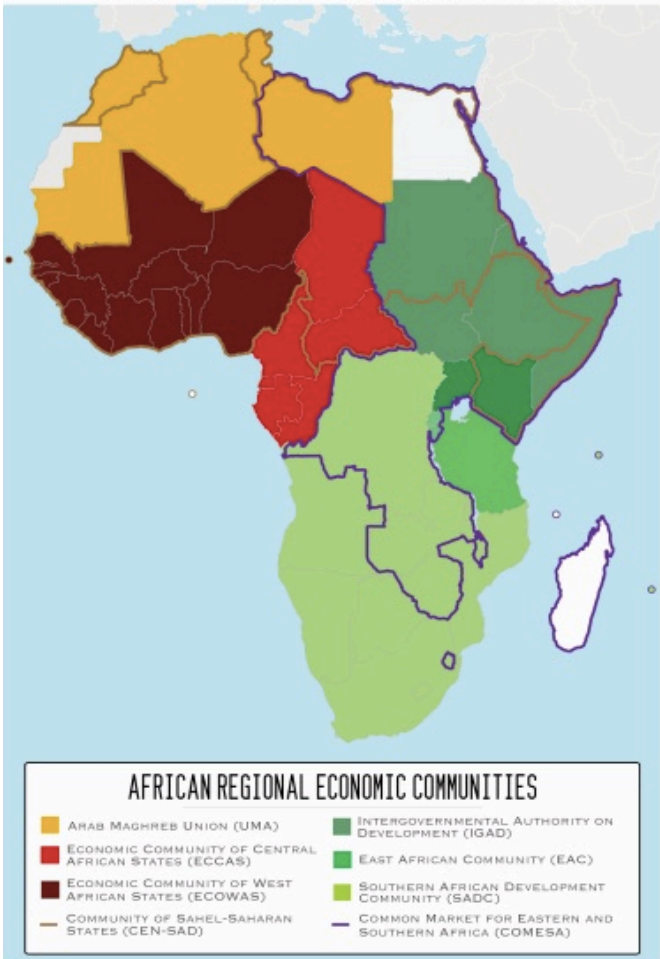 AFRICAN REGIONAL ECONOMIC COMMUNITIES
ARAB MAGHREB UNION (UMA)
ECONOMIC COMMUNITY OF CENTRAL
AFRICAN STATES (ECCAS)
ECONOMIC COMMUNITY OF WEST
AFRICAN STATES (ECOWAS)
COMMUNITY OF SAHEL-SAHARAN
STATES (CEN-SAD)
INTERGOVERNMENTAL AUTHORITY ON
DEVELOPMENT (IGAD)
EAST AFRICAN COMMUNITY (EAC)
SOUTHERN AFRICAN DEVELOPMENT
COMMUNITY (SADC)
COMMON MARKET FOR EASTERN AND
SOUTHERN AFRICA (COMESA)